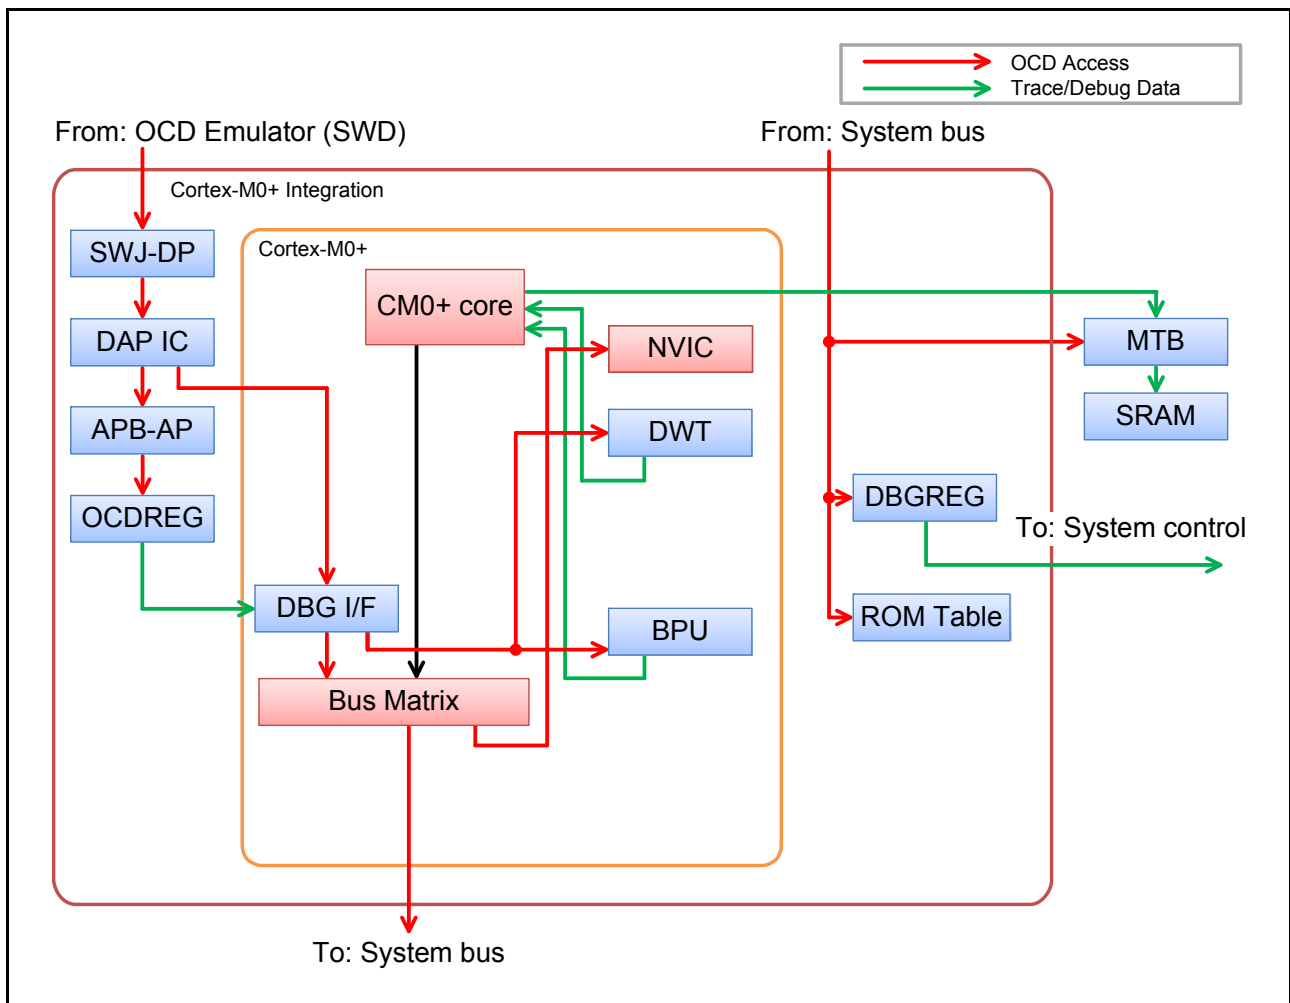 OCD Access
Trace/Debug Data
From: OCD Emulator (SWD)
From: System bus
Cortex-M0+ Integration
SWJ-DP
Cortex-M0+
CM0+ core
DAP IC
NVIC
MTB
APB-AP
DWT
SRAM
OCDREG
DBGREG
To: System control
DBG I/F
BPU
ROM Table
Bus Matrix
To: System bus